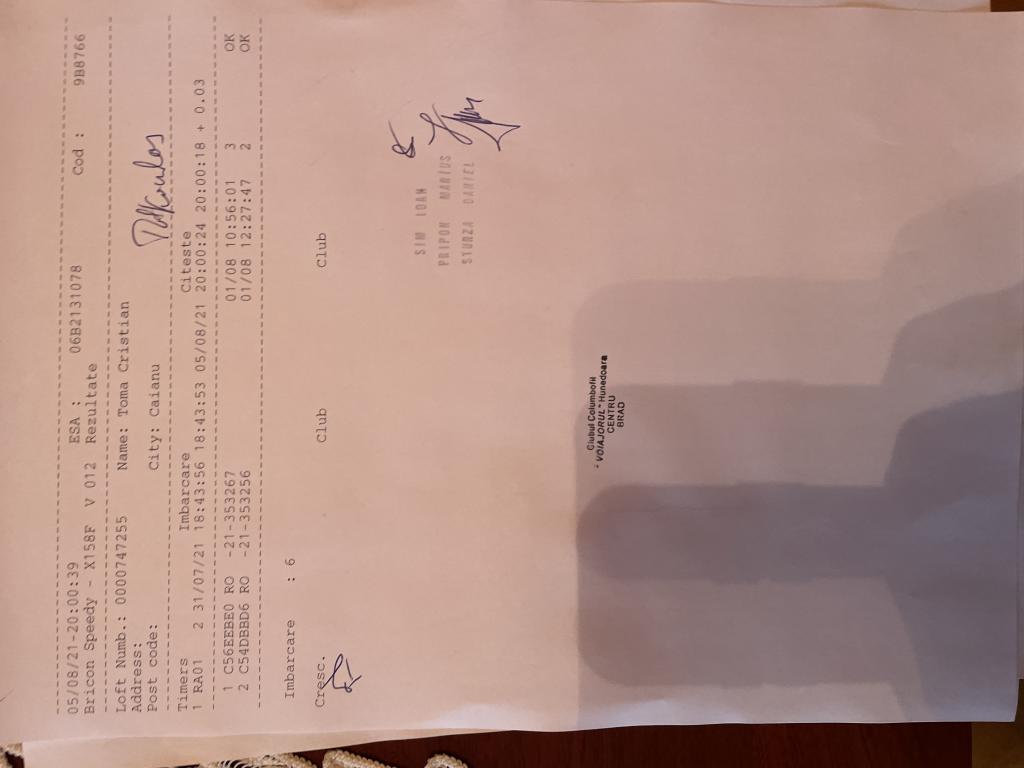 05/08/21-20:00:39 ESA : 06B2131078 Cod : 9B8766
Bricon Speedy - X158F V 012 Rezultate
Loft Numb.: 0000747255 Name: Toma Cristian
Address:
Post code: City: Caianu
Timers Imbarcare Citeste
1 RA01 2 31/07/21 18:43:56 18:43:53 05/08/21 20:00:24 20:00:18 + 0.03
1 C56EEBE0 RO -21-353267 01/08 10:56:01 3 OK
2 C54DBBD6 RO -21-353256 01/08 12:27:47 2 OK
Imbarcare : 6
Cresc. Club Club
SIM IOAN
PRIPON MARIUS
STURZA DANIEL
Clubul Columbofil
"VOIAJORUL" Hunedoara
CENTRU
BRAD